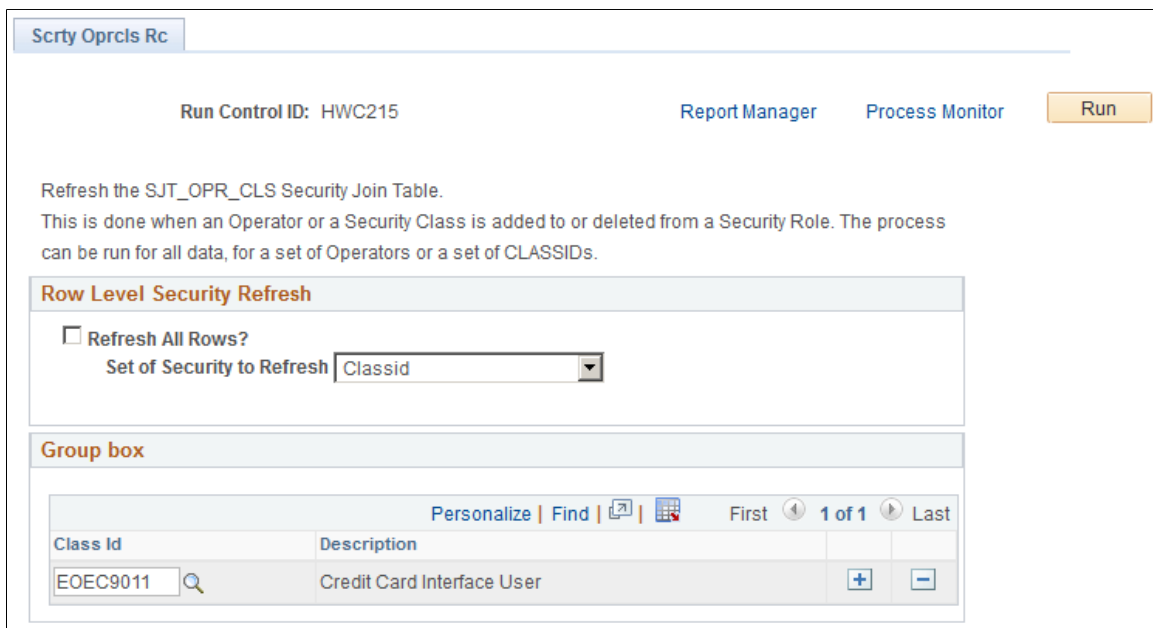 Scrty Oprcls Rc
Run Control ID: HWC215 Report Manager Process Monitor Run
Refresh the SJT_OPR_CLS Security Join Table.
This is done when an Operator or a Security Class is added to or deleted from a Security Role. The process
can be run for all data, for a set of Operators or a set of CLASSIDs.
Row Level Security Refresh
Refresh All Rows?
Set of Security to Refresh Classid
Group box
Personalize | Find | | First 1 of 1 Last
Class Id Description
EOEC9011 Credit Card Interface User